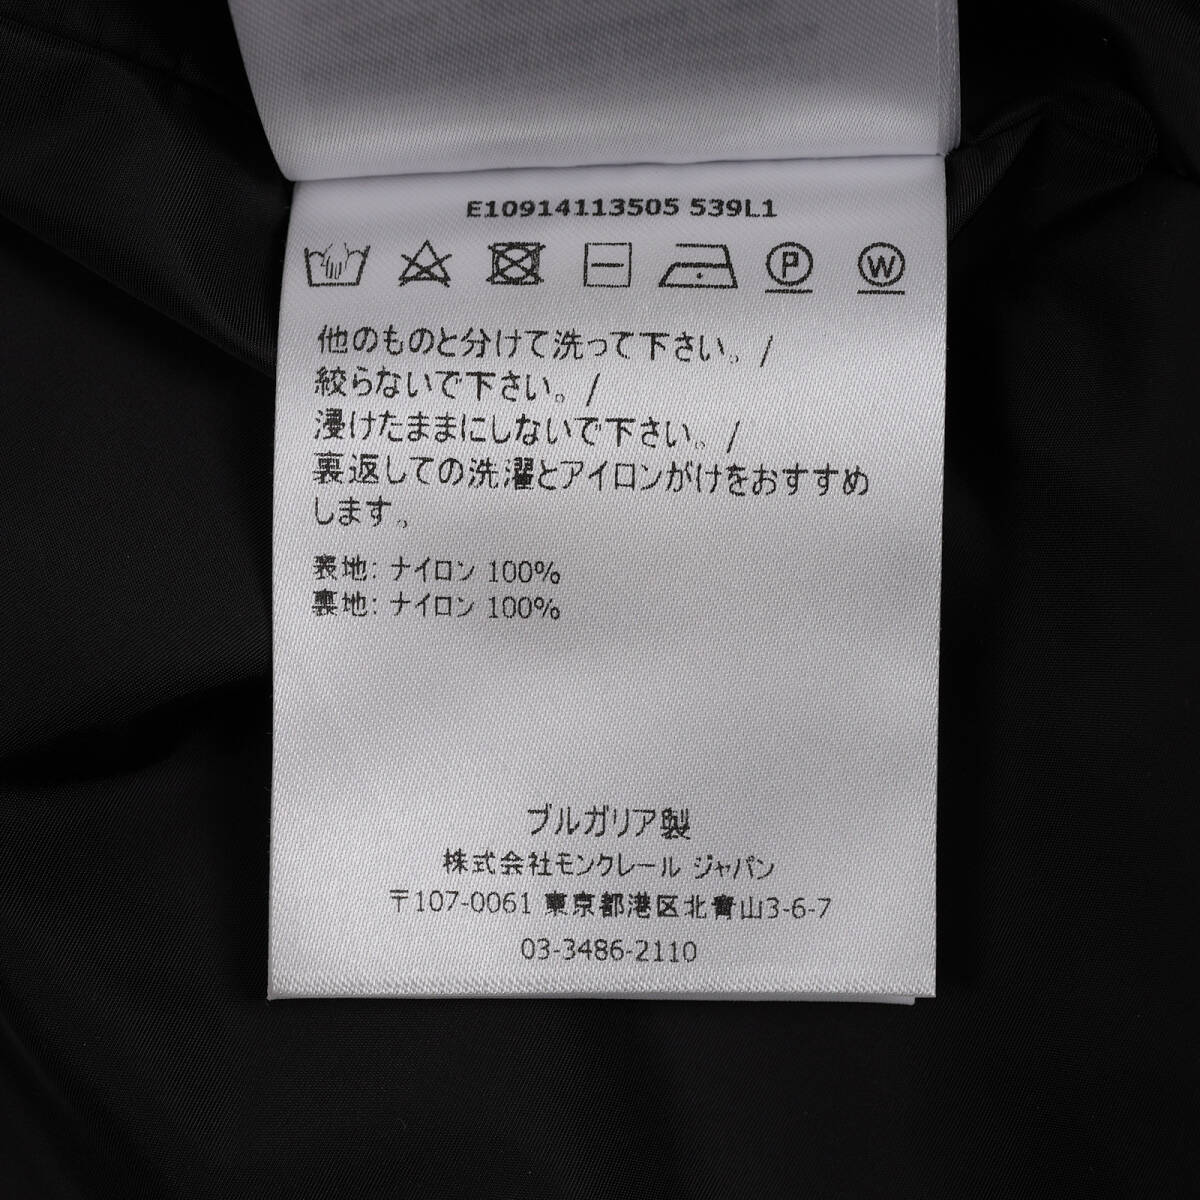 E10914113505 539L1
P W
他のものと分けて洗って下さい。/
絞らないで下さい。/
浸けたままにしないで下さい。/
裏返しての洗濯とアイロンがけをおすすめ
します。
表地: ナイロン 100%
裏地: ナイロン 100%
ブルガリア製
株式会社モンクレール ジャパン
〒107-0061 東京都港区北青山3-6-7
03-3486-2110